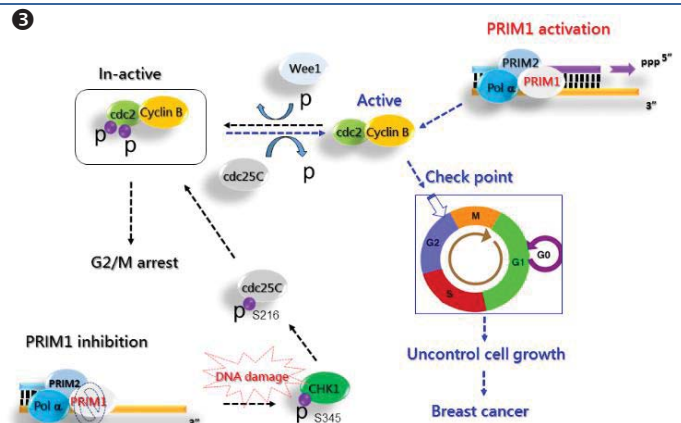 3
PRIM1 activation
Wee1
PRIM2
ppp 5"
In-active
p
Active
Pol α
PRIM1
3"
cdc2
Cyclin B
p
p
cdc2
Cyclin B
cdc25C
p
Check point
M
G2
G1
G0
S
G2/M arrest
cdc25C
p
S216
PRIM1 inhibition
Uncontrol cell growth
DNA damage
PRIM2
CHK1
Pol α
PRIM1
p
S345
Breast cancer
3"